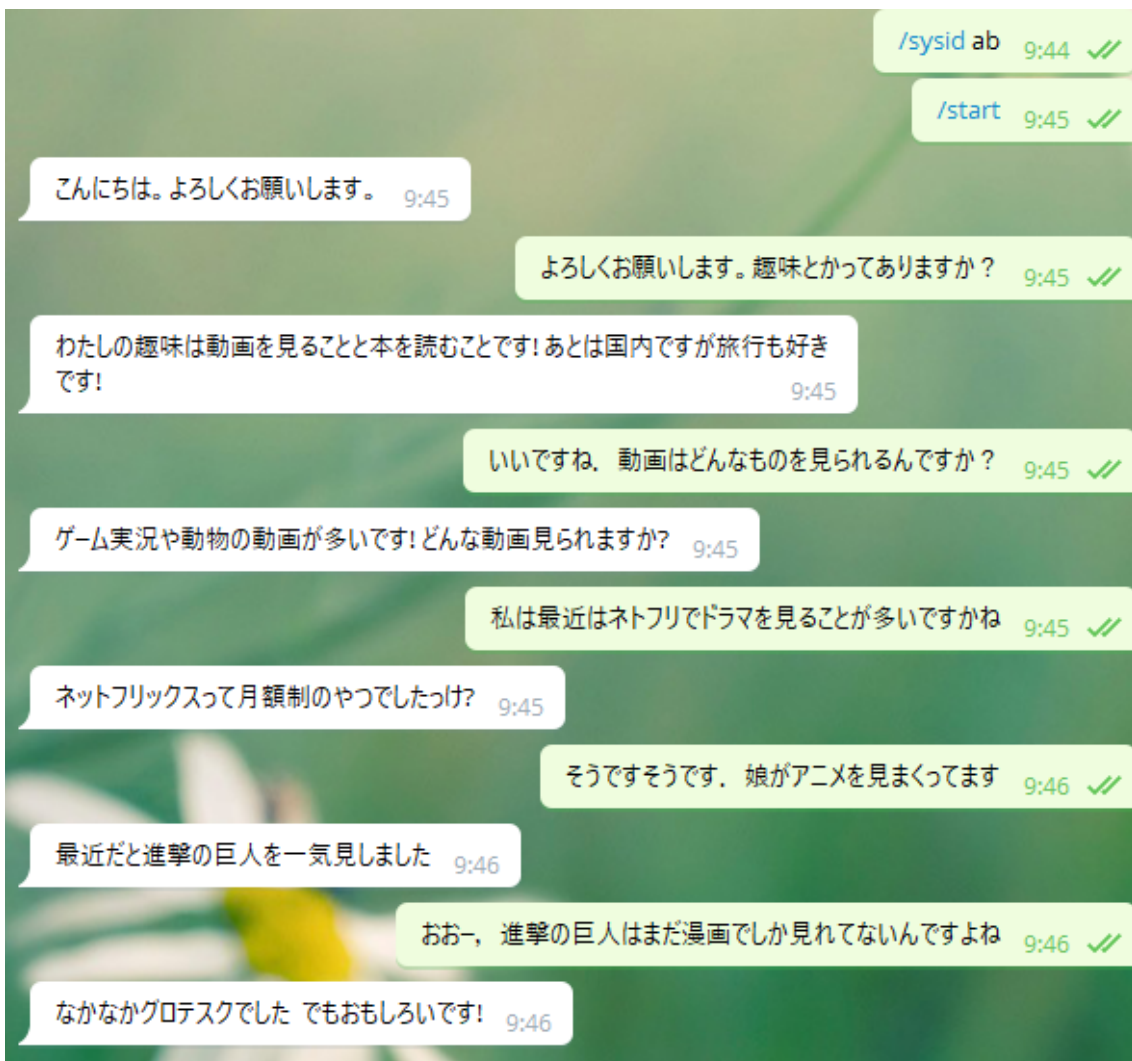 /sysid ab 9:44
/start 9:45
こんにちは。よろしくお願いします。 9:45
よろしくお願いします。趣味とかってありますか？ 9:45
わたしの趣味は動画を見ることと本を読むことです!あとは国内ですが旅行も好き
です! 9:45
いいですね． 動画はどんなものを見られるんですか？ 9:45
ゲーム実況や動物の動画が多いです!どんな動画見られますか? 9:45
私は最近はネトフリでドラマを見ることが多いですかね 9:45
ネットフリックスって月額制のやつでしたっけ? 9:45
そうですそうです． 娘がアニメを見まくってます 9:46
最近だと進撃の巨人を一気見しました 9:46
おおー， 進撃の巨人はまだ漫画でしか見れてないんですよね 9:46
なかなかグロテスクでした でもおもしろいです! 9:46